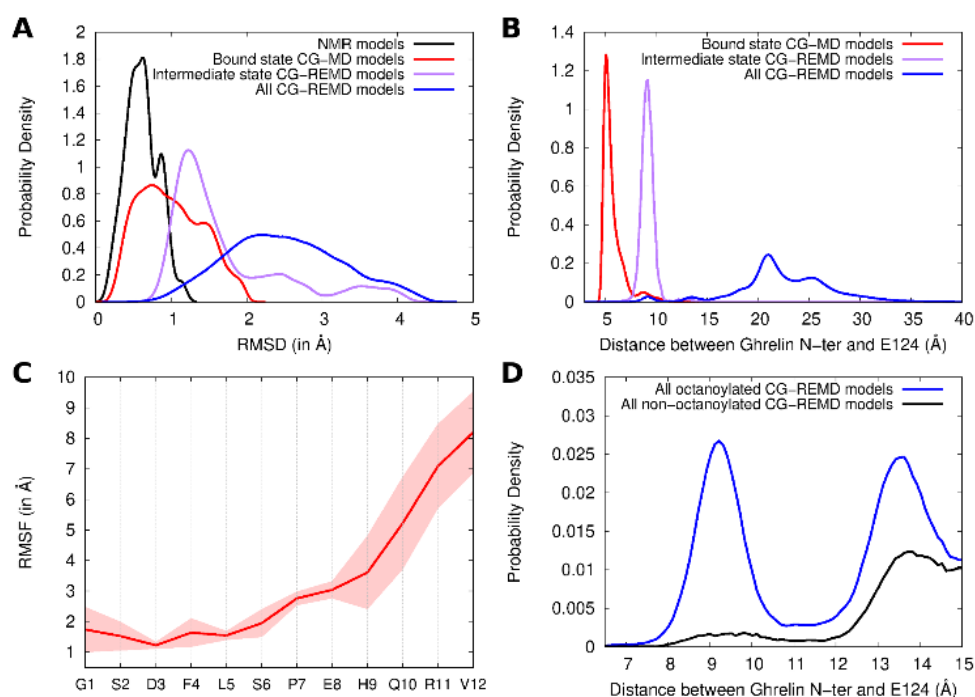 A
NMR models
Bound state CG-MD models
Intermediate state CG-REMD models
All CG-REMD models
2
1.8
1.6
1.4
1.2
1
0.8
0.6
0.4
0.2
0
Probability Density
0 1 2 3 4 5
RMSD (in Å)
B
Bound state CG-MD models
Intermediate state CG-REMD models
All CG-REMD models
1.4
1.2
1
0.8
0.6
0.4
0.2
0
Probability Density
5 10 15 20 25 30 35 40
Distance between Ghrelin N-ter and E124 (Å)
C
10
9
8
7
6
5
4
3
2
1
RMSF (in Å)
G1 S2 D3 F4 L5 S6 P7 E8 H9 Q10 R11 V12
D
All octanoylated CG-REMD models
All non-octanoylated CG-REMD models
0.035
0.03
0.025
0.02
0.015
0.01
0.005
0
Probability Density
7 8 9 10 11 12 13 14 15
Distance between Ghrelin N-ter and E124 (Å)